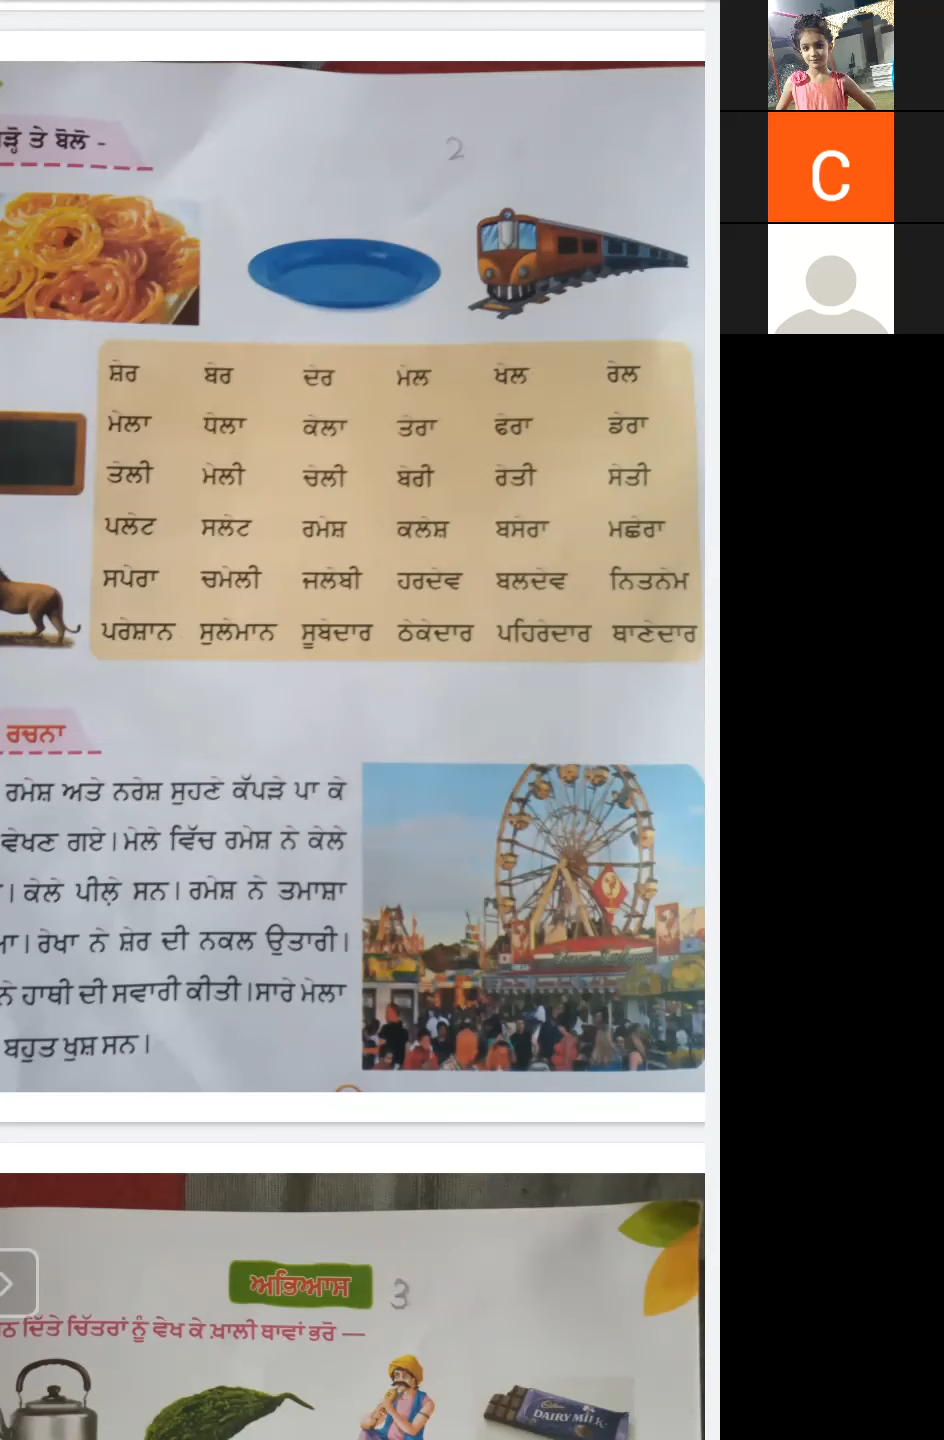 ੜ੍ਹੋ ਤੇ ਬੋਲੋ -
2
ਸ਼ੇਰ ਬੇਰ ਦੇਰ ਮੇਲ ਖੇਲ ਰੇਲ
ਮੇਲਾ ਧੇਲਾ ਕੇਲਾ ਤੇਰਾ ਫੇਰਾ ਡੇਰਾ
ਤੇਲੀ ਮੇਲੀ ਚੇਲੀ ਬੇਰੀ ਰੇਤੀ ਸੇਤੀ
ਪਲੇਟ ਸਲੇਟ ਰਮੇਸ਼ ਕਲੇਸ਼ ਬਸੇਰਾ ਮਛੇਰਾ
ਸਪੇਰਾ ਚਮੇਲੀ ਜਲੇਬੀ ਹਰਦੇਵ ਬਲਦੇਵ ਨਿਤਨੇਮ
ਪਰੇਸ਼ਾਨ ਸੁਲੇਮਾਨ ਸੂਬੇਦਾਰ ਠੇਕੇਦਾਰ ਪਹਿਰੇਦਾਰ ਥਾਣੇਦਾਰ
ਰਚਨਾ
ਰਮੇਸ਼ ਅਤੇ ਨਰੇਸ਼ ਸੁਹਣੇ ਕੱਪੜੇ ਪਾ ਕੇ
ਵੇਖਣ ਗਏ। ਮੇਲੇ ਵਿੱਚ ਰਮੇਸ਼ ਨੇ ਕੇਲੇ
। ਕੇਲੇ ਪੀਲ਼ੇ ਸਨ। ਰਮੇਸ਼ ਨੇ ਤਮਾਸ਼ਾ
ਆ। ਰੇਖਾ ਨੇ ਸ਼ੇਰ ਦੀ ਨਕਲ ਉਤਾਰੀ।
ਨੇ ਹਾਥੀ ਦੀ ਸਵਾਰੀ ਕੀਤੀ। ਸਾਰੇ ਮੇਲਾ
ਬਹੁਤ ਖ਼ੁਸ਼ ਸਨ।
ਅਭਿਆਸ 3
ਠ ਦਿੱਤੇ ਚਿੱਤਰਾਂ ਨੂੰ ਵੇਖ ਕੇ ਖ਼ਾਲੀ ਥਾਵਾਂ ਭਰੋ —
Cadbury
DAIRY MILK
C